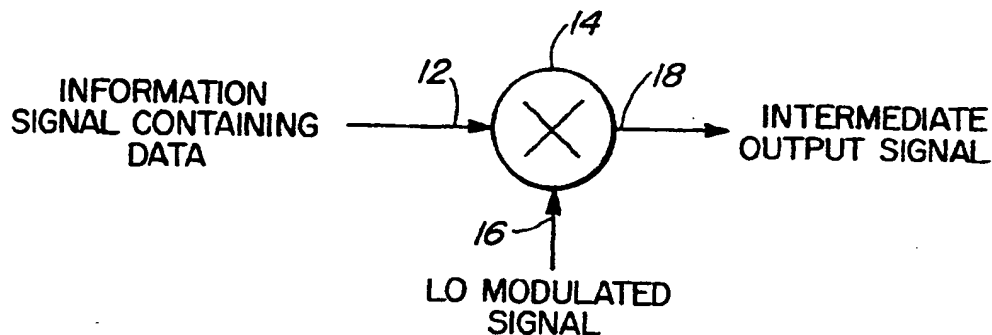 14
12
18
INFORMATION
SIGNAL CONTAINING
DATA
INTERMEDIATE
OUTPUT SIGNAL
16
LO MODULATED
SIGNAL